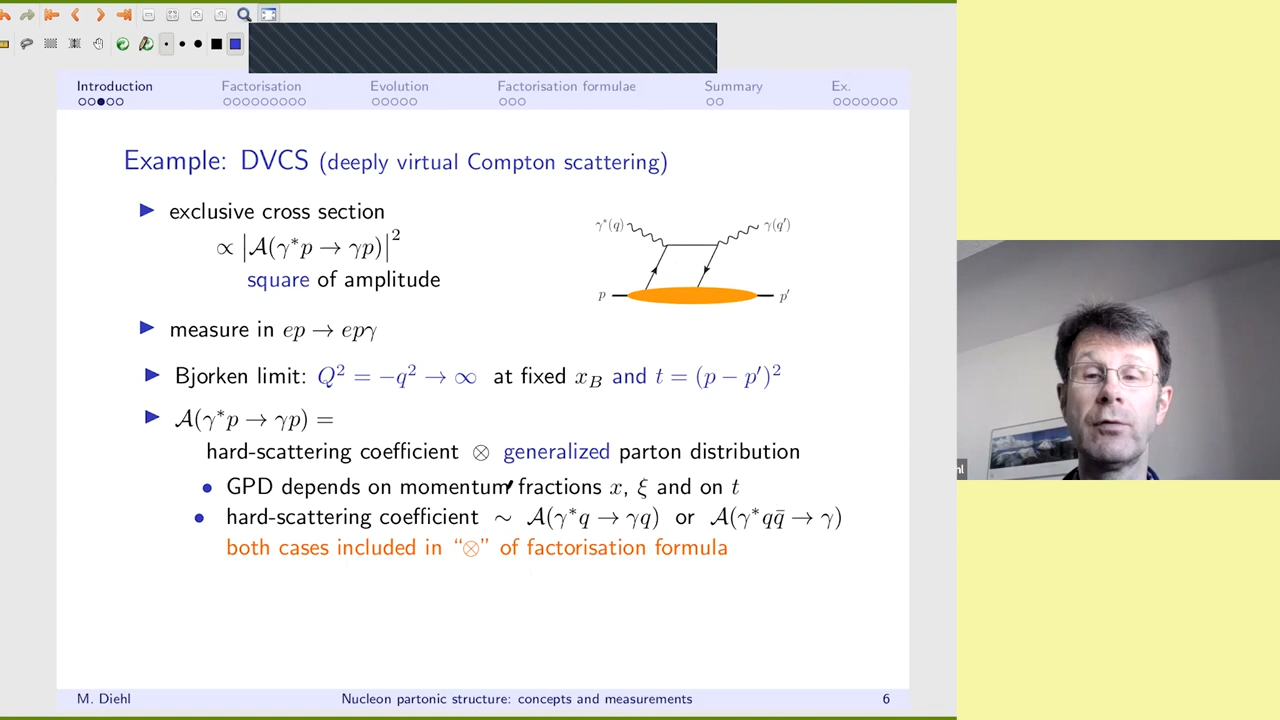 Introduction Factorisation Evolution Factorisation formulae Summary Ex.
Example: DVCS (deeply virtual Compton scattering)
exclusive cross section
∝ |𝒜(γ*p → γp)|²
square of amplitude
γ*(q) γ(q′)
p p′
measure in ep → epγ
Bjorken limit: Q² = −q² → ∞ at fixed x_B and t = (p − p′)²
𝒜(γ*p → γp) =
hard-scattering coefficient ⊗ generalized parton distribution
GPD depends on momentum fractions x, ξ and on t
hard-scattering coefficient ∼ 𝒜(γ*q → γq) or 𝒜(γ*qq̄ → γ)
both cases included in “⊗” of factorisation formula
M. Diehl Nucleon partonic structure: concepts and measurements 6